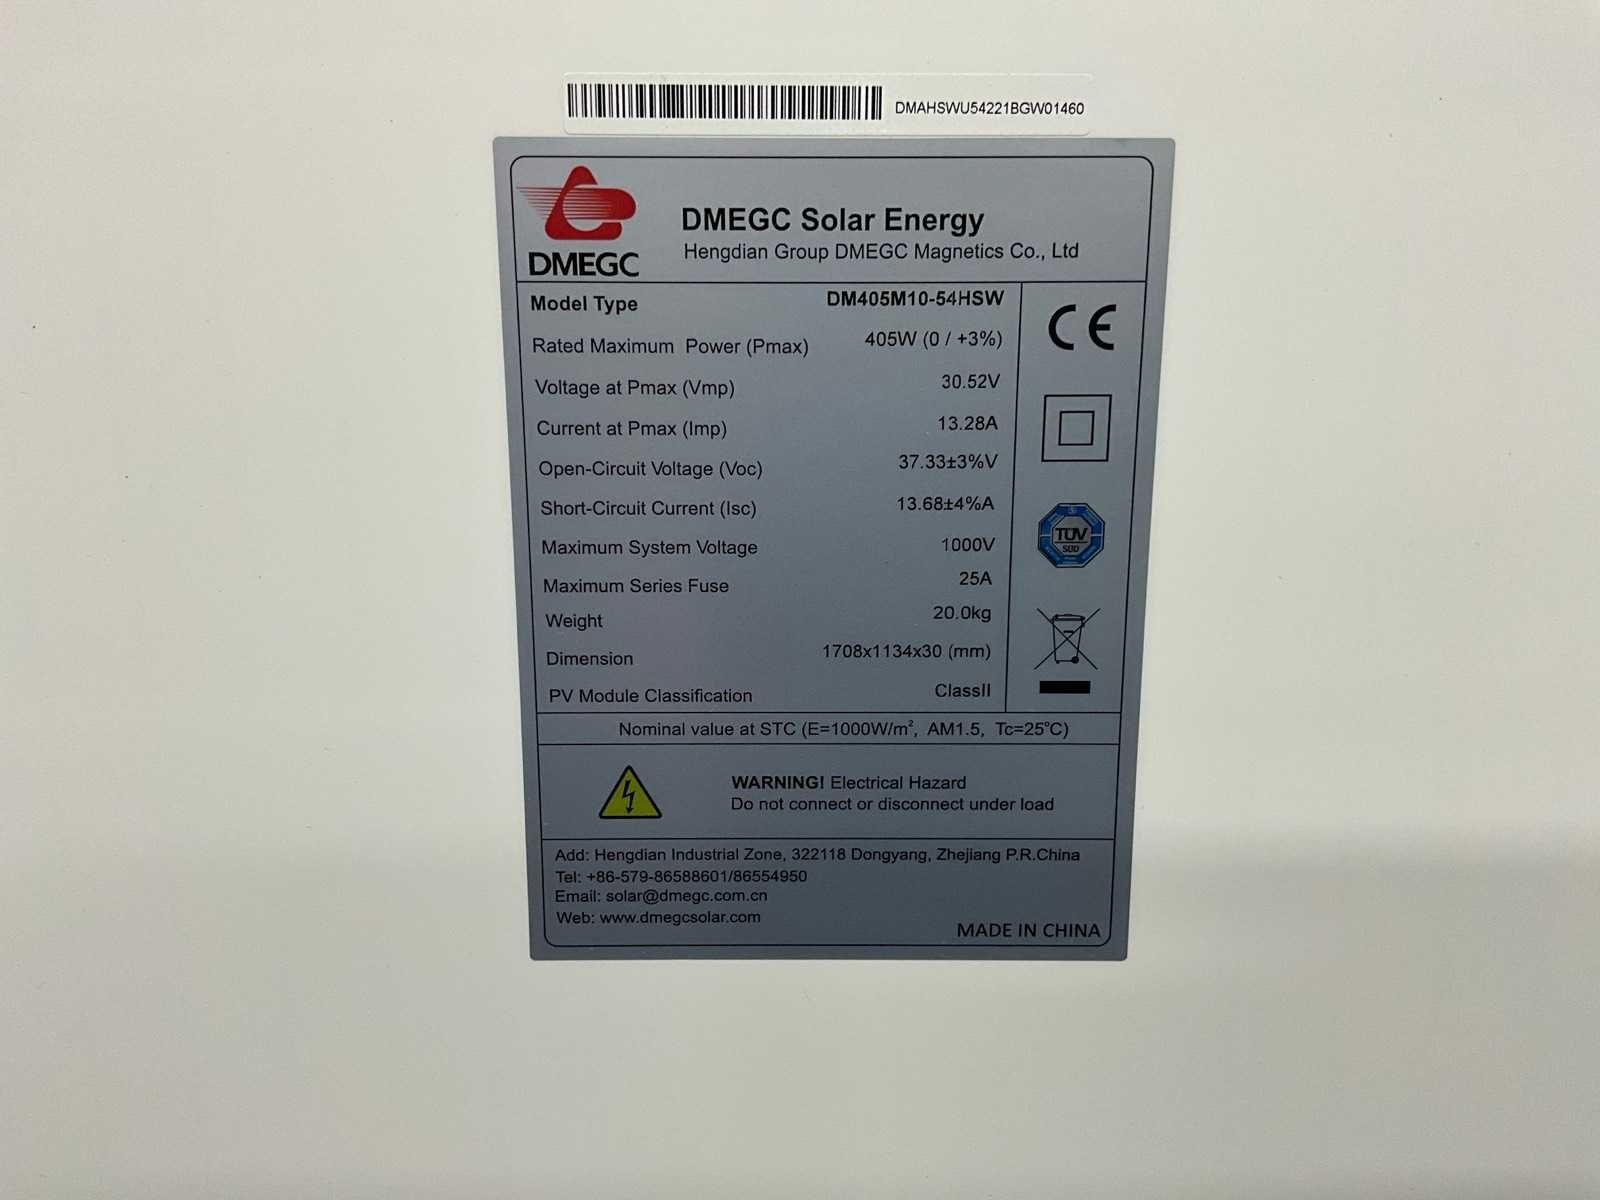 DMAHSWU54221BGW01460
DMEGC
DMEGC Solar Energy
Hengdian Group DMEGC Magnetics Co., Ltd
Model Type DM405M10-54HSW
Rated Maximum Power (Pmax) 405W (0 / +3%)
Voltage at Pmax (Vmp) 30.52V
Current at Pmax (Imp) 13.28A
Open-Circuit Voltage (Voc) 37.33±3%V
Short-Circuit Current (Isc) 13.68±4%A
Maximum System Voltage 1000V
Maximum Series Fuse 25A
Weight 20.0kg
Dimension 1708x1134x30 (mm)
PV Module Classification ClassII
CE
TÜV
SÜD
Nominal value at STC (E=1000W/m², AM1.5, Tc=25°C)
WARNING! Electrical Hazard
Do not connect or disconnect under load
Add: Hengdian Industrial Zone, 322118 Dongyang, Zhejiang P.R.China
Tel: +86-579-86588601/86554950
Email: solar@dmegc.com.cn
Web: www.dmegcsolar.com
MADE IN CHINA